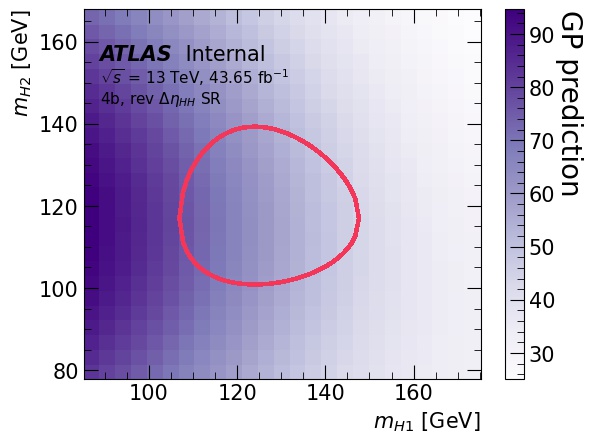 ATLAS Internal
√s = 13 TeV, 43.65 fb⁻¹
4b, rev Δη_HH SR
m_H2 [GeV]
160
140
120
100
80
100 120 140 160
m_H1 [GeV]
90
80
70
60
50
40
30
GP prediction